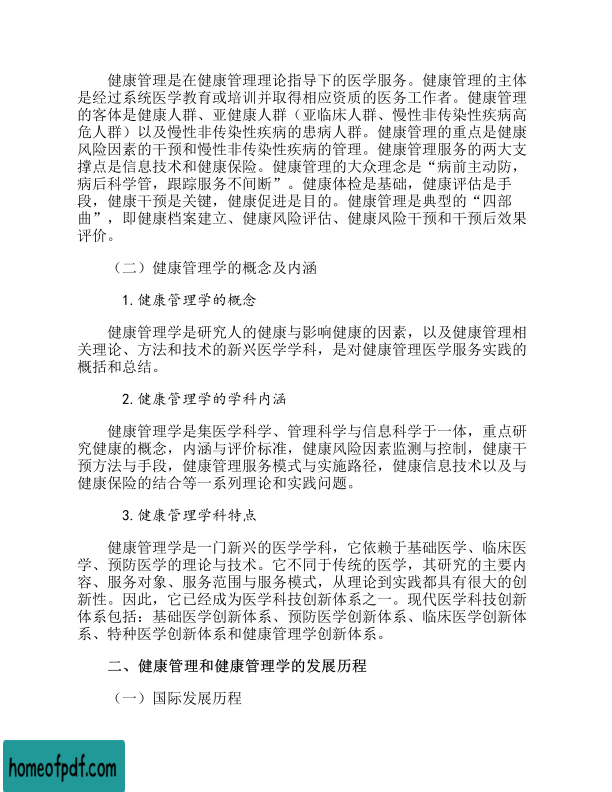 健康管理是在健康管理理论指导下的医学服务。健康管理的主体
是经过系统医学教育或培训并取得相应资质的医务工作者。健康管理
的客体是健康人群、亚健康人群（亚临床人群、慢性非传染性疾病高
危人群）以及慢性非传染性疾病的患病人群。健康管理的重点是健康
风险因素的干预和慢性非传染性疾病的管理。健康管理服务的两大支
撑点是信息技术和健康保险。健康管理的大众理念是“病前主动防，
病后科学管，跟踪服务不间断”。健康体检是基础，健康评估是手
段，健康干预是关键，健康促进是目的。健康管理是典型的“四部
曲”，即健康档案建立、健康风险评估、健康风险干预和干预后效果
评价。
（二）健康管理学的概念及内涵
1.健康管理学的概念
健康管理学是研究人的健康与影响健康的因素，以及健康管理相
关理论、方法和技术的新兴医学学科，是对健康管理医学服务实践的
概括和总结。
2.健康管理学的学科内涵
健康管理学是集医学科学、管理科学与信息科学于一体，重点研
究健康的概念，内涵与评价标准，健康风险因素监测与控制，健康干
预方法与手段，健康管理服务模式与实施路径，健康信息技术以及与
健康保险的结合等一系列理论和实践问题。
3.健康管理学科特点
健康管理学是一门新兴的医学学科，它依赖于基础医学、临床医
学、预防医学的理论与技术。它不同于传统的医学，其研究的主要内
容、服务对象、服务范围与服务模式，从理论到实践都具有很大的创
新性。因此，它已经成为医学科技创新体系之一。现代医学科技创新
体系包括：基础医学创新体系、预防医学创新体系、临床医学创新体
系、特种医学创新体系和健康管理学创新体系。
二、健康管理和健康管理学的发展历程
（一）国际发展历程
homeofpdf.com